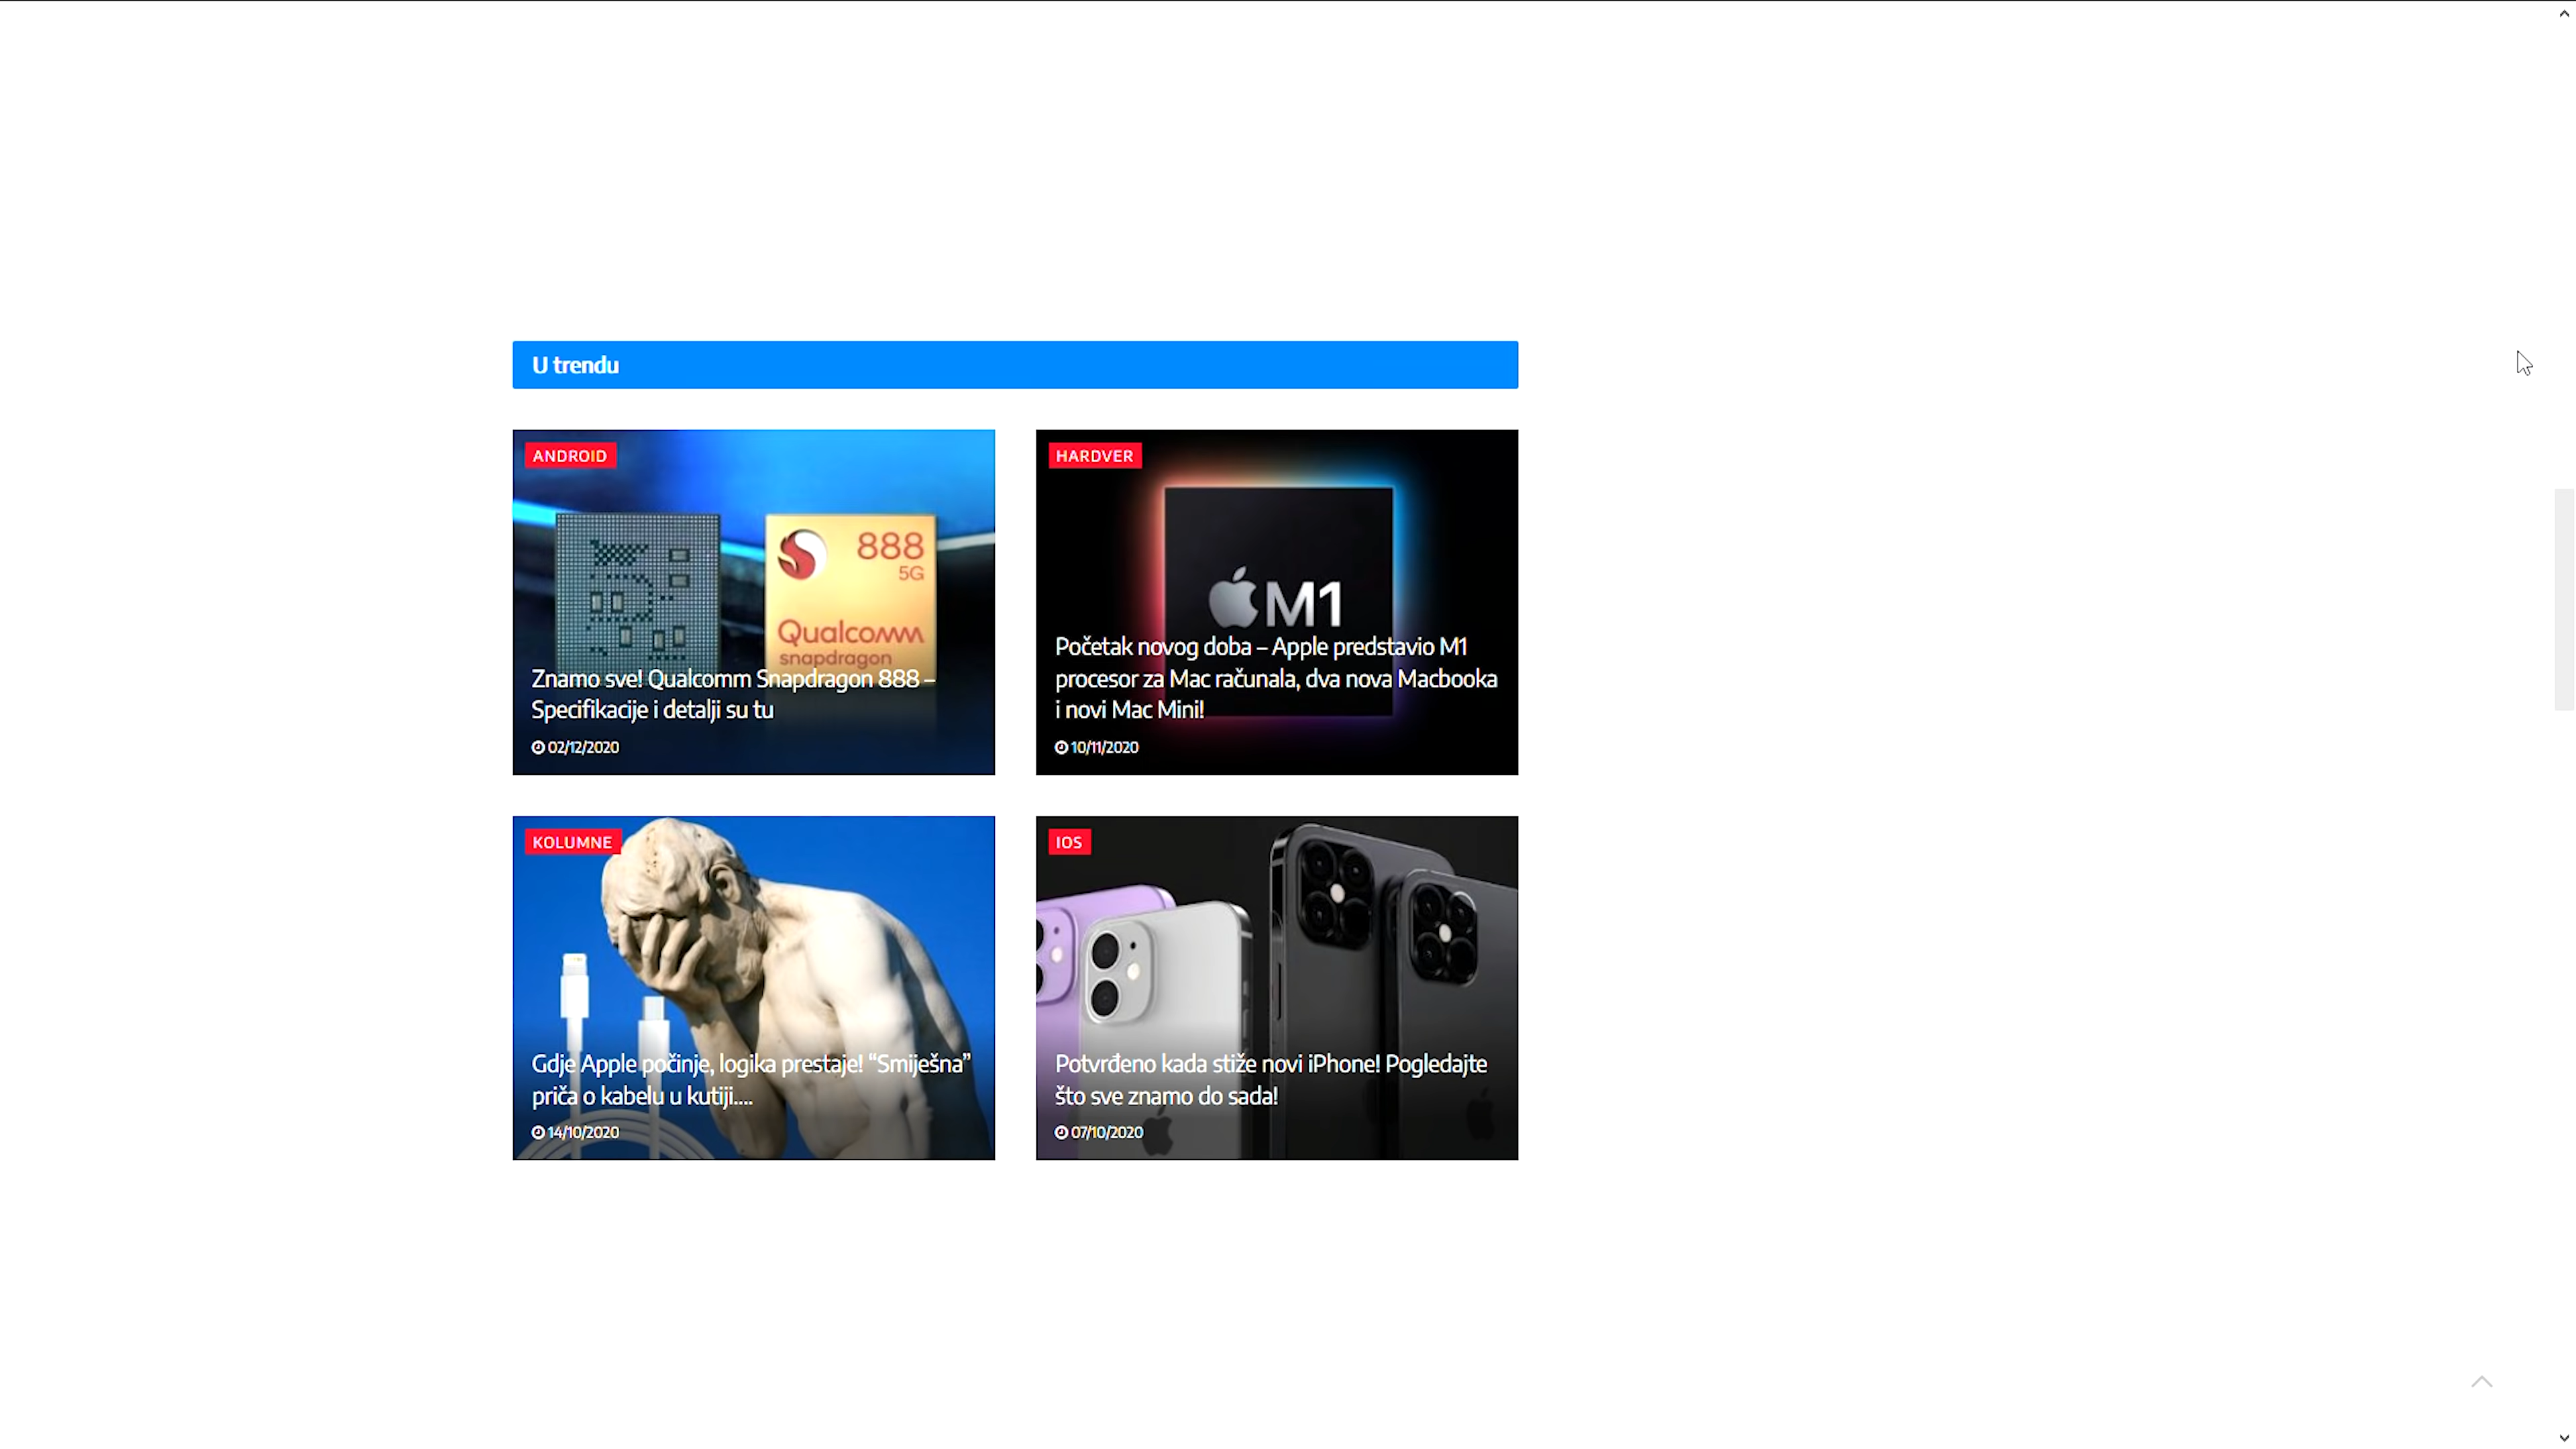 U trendu
ANDROID
888
5G
Qualcomm
snapdragon
Znamo sve! Qualcomm Snapdragon 888 –
Specifikacije i detalji su tu
02/12/2020
HARDVER
M1
Početak novog doba – Apple predstavio M1
procesor za Mac računala, dva nova Macbooka
i novi Mac Mini!
10/11/2020
KOLUMNE
Gdje Apple počinje, logika prestaje! “Smiješna”
priča o kabelu u kutiji....
14/10/2020
IOS
Potvrđeno kada stiže novi iPhone! Pogledajte
što sve znamo do sada!
07/10/2020